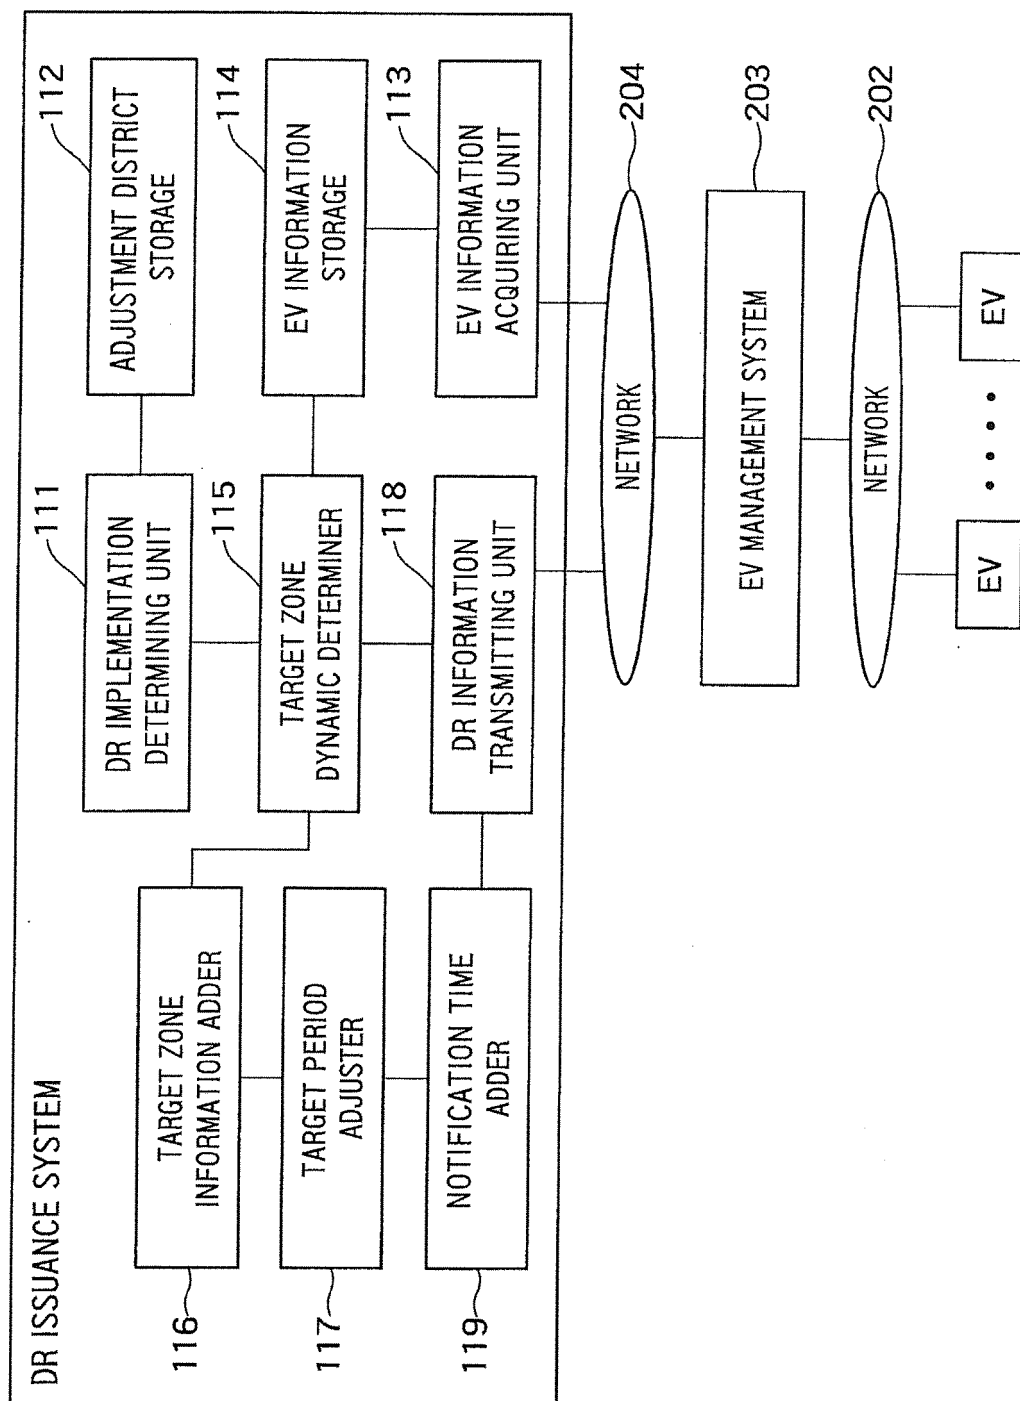 DR ISSUANCE SYSTEM
116
TARGET ZONE
INFORMATION ADDER
117
TARGET PERIOD
ADJUSTER
119
NOTIFICATION TIME
ADDER
111
DR IMPLEMENTATION
DETERMINING UNIT
115
TARGET ZONE
DYNAMIC DETERMINER
118
DR INFORMATION
TRANSMITTING UNIT
112
ADJUSTMENT DISTRICT
STORAGE
114
EV INFORMATION
STORAGE
113
EV INFORMATION
ACQUIRING UNIT
204
NETWORK
203
EV MANAGEMENT SYSTEM
202
NETWORK
EV
EV